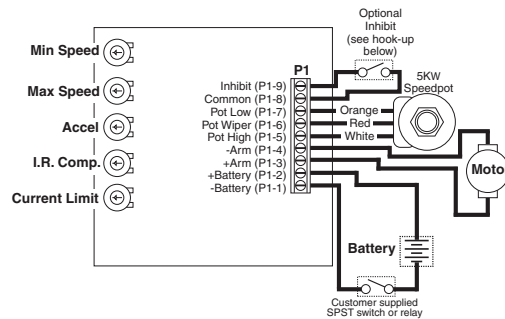 Optional
Inhibit
(see hook-up
below)
Min Speed
Max Speed
Accel
I.R. Comp.
Current Limit
P1
Inhibit (P1-9)
Common (P1-8)
Pot Low (P1-7)
Pot Wiper (P1-6)
Pot High (P1-5)
-Arm (P1-4)
+Arm (P1-3)
+Battery (P1-2)
-Battery (P1-1)
5KW
Speedpot
Orange
Red
White
Motor
Battery
Customer supplied
SPST switch or relay